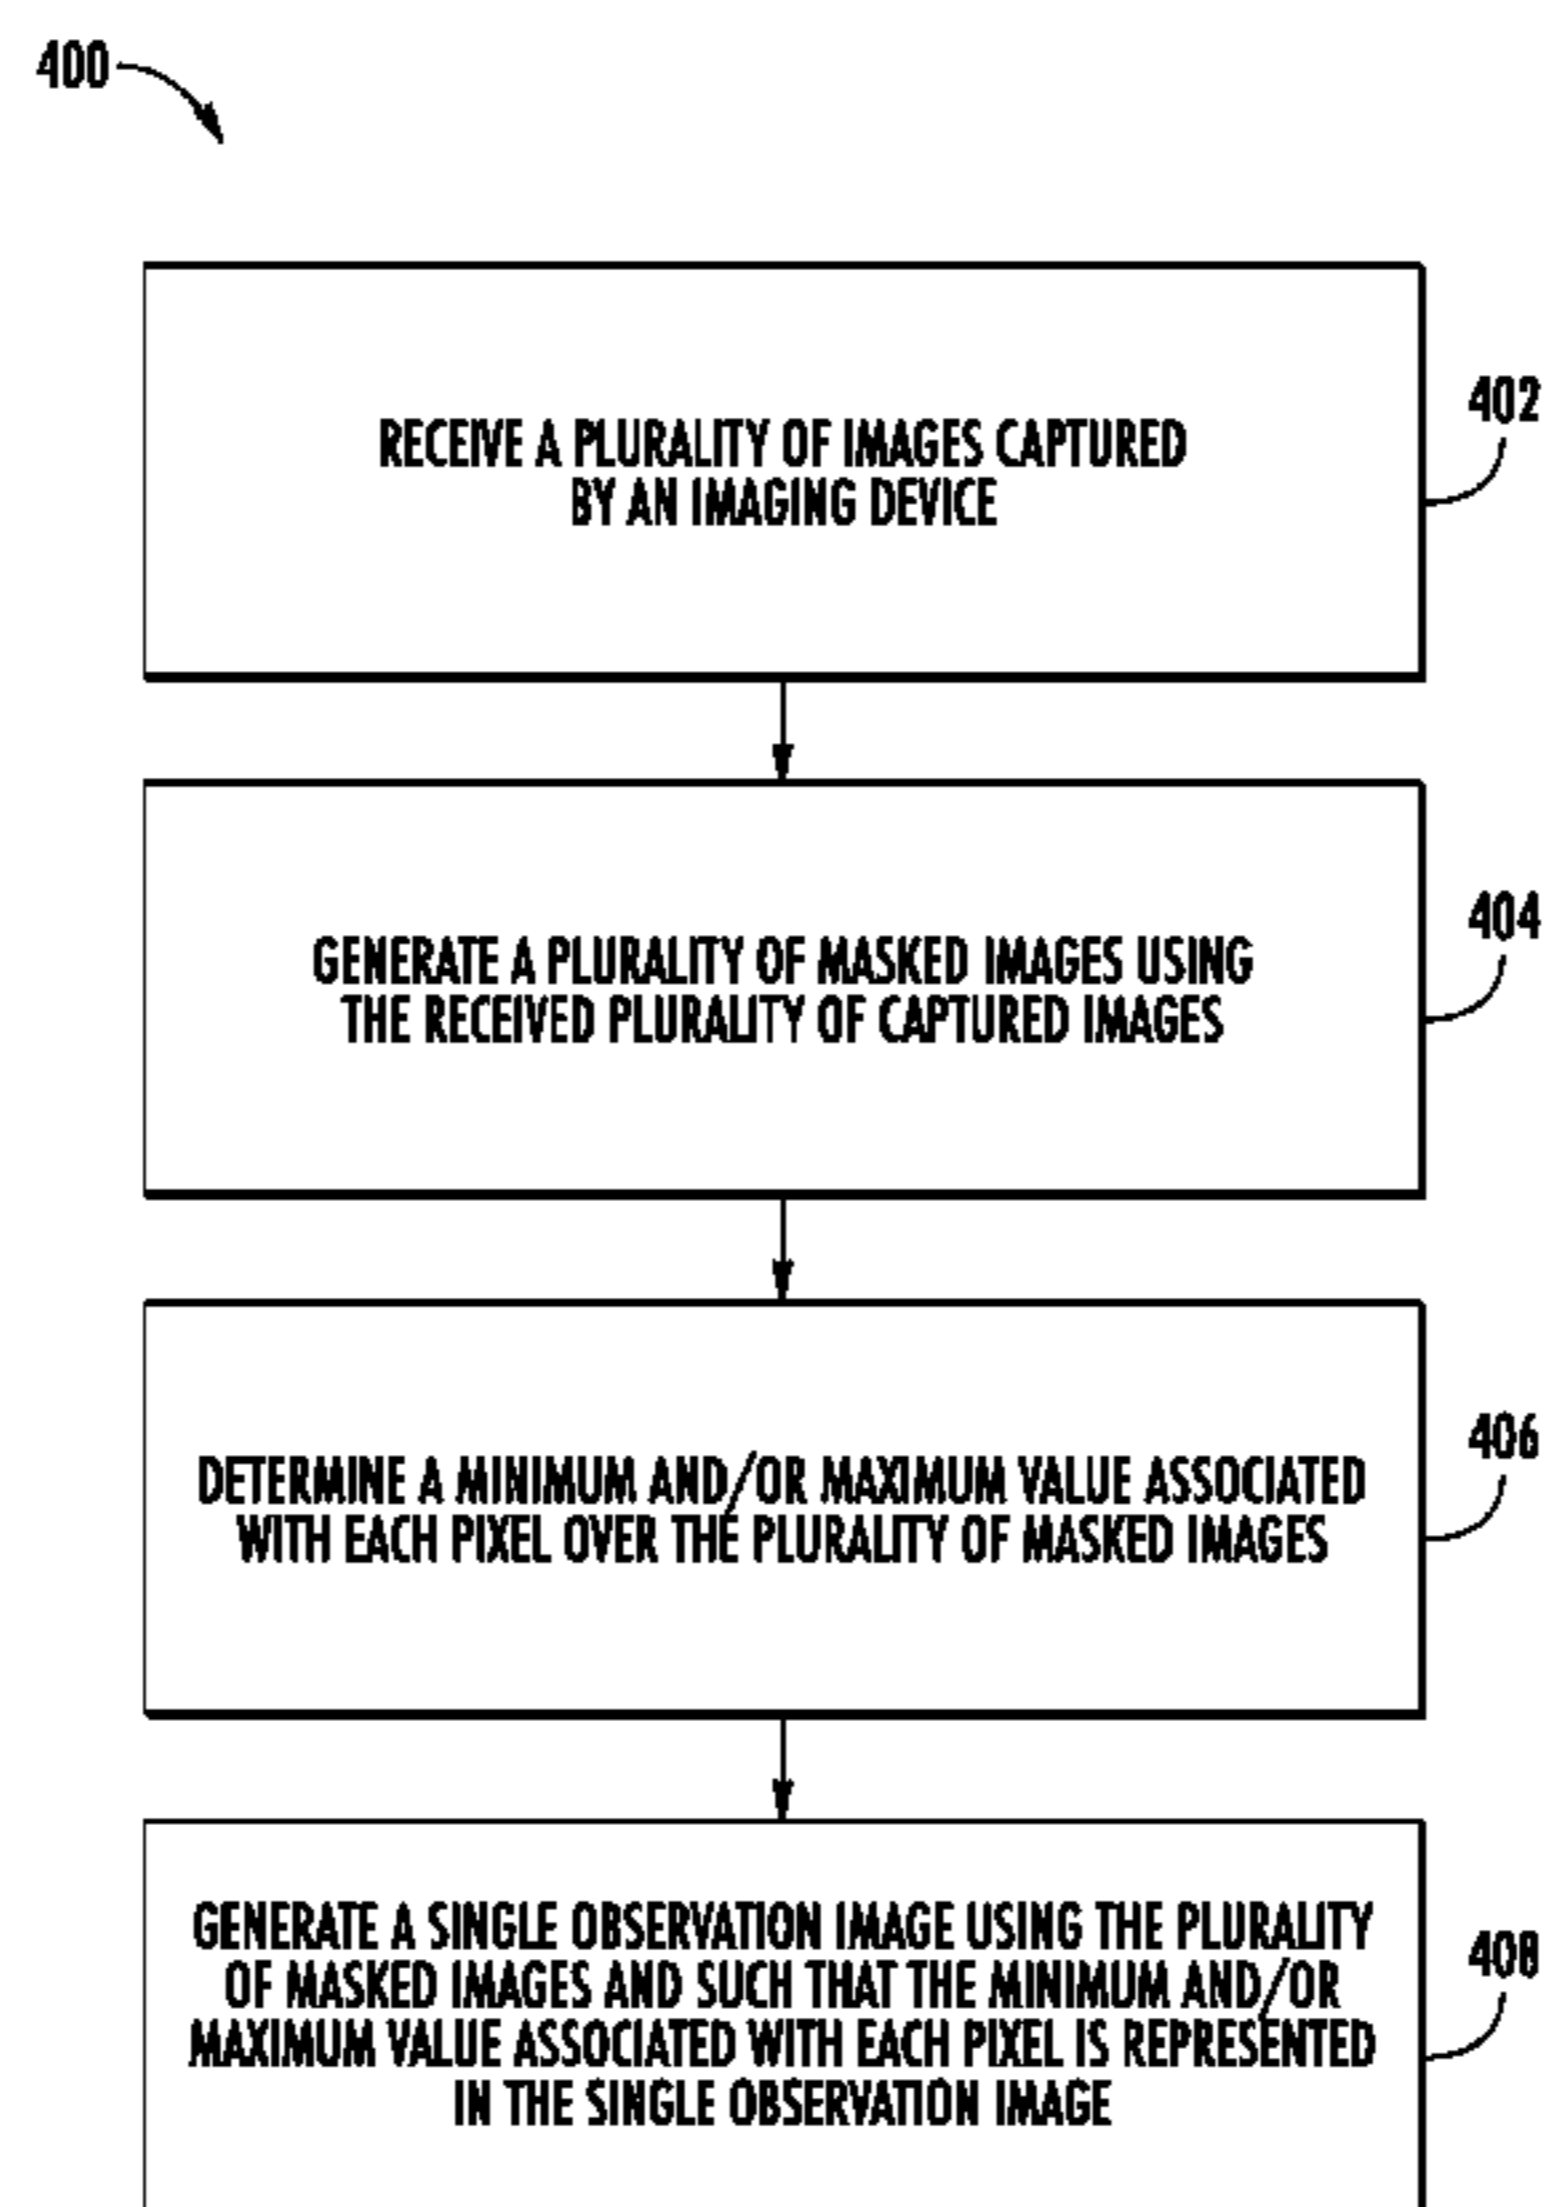 400
RECEIVE A PLURALITY OF IMAGES CAPTURED
BY AN IMAGING DEVICE
402
GENERATE A PLURALITY OF MASKED IMAGES USING
THE RECEIVED PLURALITY OF CAPTURED IMAGES
404
DETERMINE A MINIMUM AND/OR MAXIMUM VALUE ASSOCIATED
WITH EACH PIXEL OVER THE PLURALITY OF MASKED IMAGES
406
GENERATE A SINGLE OBSERVATION IMAGE USING THE PLURALITY
OF MASKED IMAGES AND SUCH THAT THE MINIMUM AND/OR
MAXIMUM VALUE ASSOCIATED WITH EACH PIXEL IS REPRESENTED
IN THE SINGLE OBSERVATION IMAGE
408